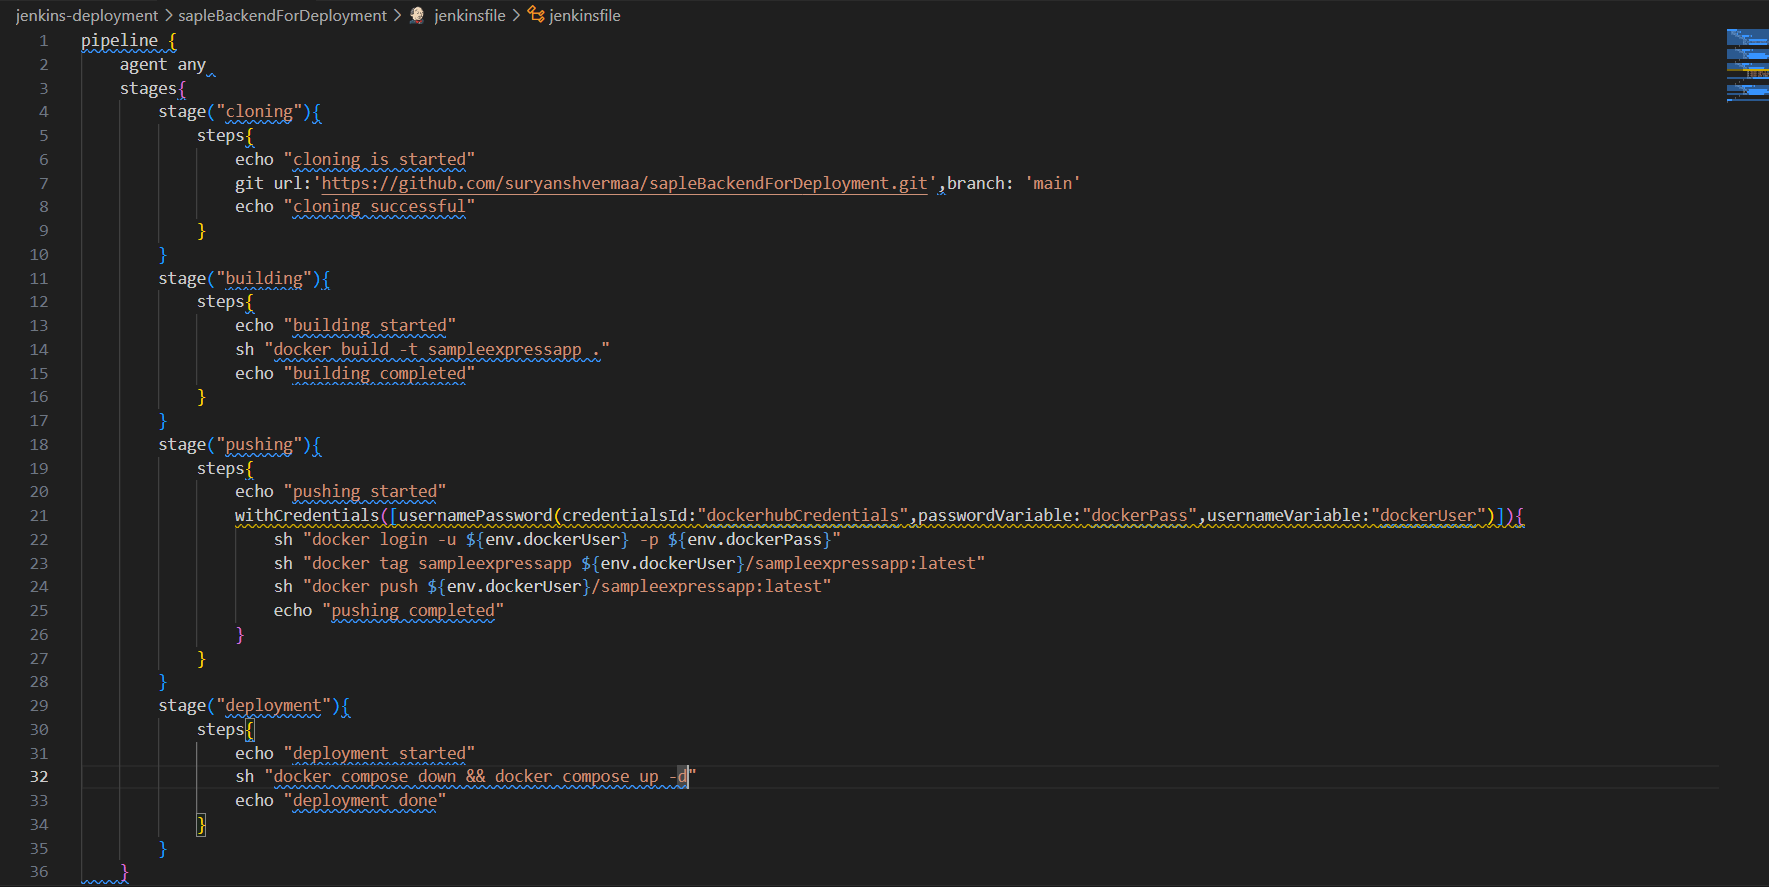 jenkins-deployment > sapleBackendForDeployment > jenkinsfile > jenkinsfile
1 pipeline {
2     agent any
3     stages{
4         stage("cloning"){
5             steps{
6                 echo "cloning is started"
7                 git url:'https://github.com/suryanshvermaa/sapleBackendForDeployment.git',branch: 'main'
8                 echo "cloning successful"
9             }
10         }
11         stage("building"){
12             steps{
13                 echo "building started"
14                 sh "docker build -t sampleexpressapp ."
15                 echo "building completed"
16             }
17         }
18         stage("pushing"){
19             steps{
20                 echo "pushing started"
21                 withCredentials([usernamePassword(credentialsId:"dockerhubCredentials",passwordVariable:"dockerPass",usernameVariable:"dockerUser")]){
22                     sh "docker login -u ${env.dockerUser} -p ${env.dockerPass}"
23                     sh "docker tag sampleexpressapp ${env.dockerUser}/sampleexpressapp:latest"
24                     sh "docker push ${env.dockerUser}/sampleexpressapp:latest"
25                     echo "pushing completed"
26                 }
27             }
28         }
29         stage("deployment"){
30             steps{
31                 echo "deployment started"
32                 sh "docker compose down && docker compose up -d"
33                 echo "deployment done"
34             }
35         }
36     }